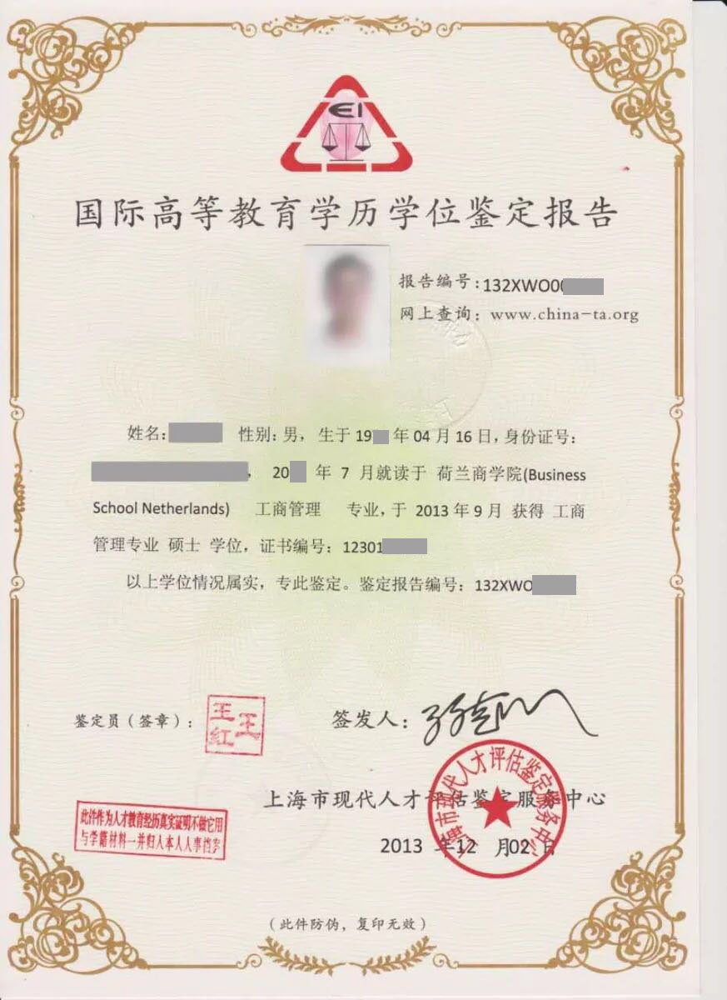 EI
国际高等教育学历学位鉴定报告
报告编号:132XWO0
网上查询：www.china-ta.org
姓名: 性别: 男，生于 19 年 04 月 16 日，身份证号:
， 20 年 7 月就读于 荷兰商学院(Business
School Netherlands) 工商管理 专业，于 2013 年 9 月 获得 工商
管理专业 硕士 学位，证书编号：12301
以上学位情况属实，专此鉴定。鉴定报告编号：132XWO
鉴定员（签章）：
王红王
签发人：
上海市现代人才评估鉴定服务中心
上海市现代人才评估鉴定服务中心
2013 年12 月02 日
此件作为人才教育经历真实证明不做它用
与学籍材料一并归入本人人事档案
（此件防伪，复印无效）